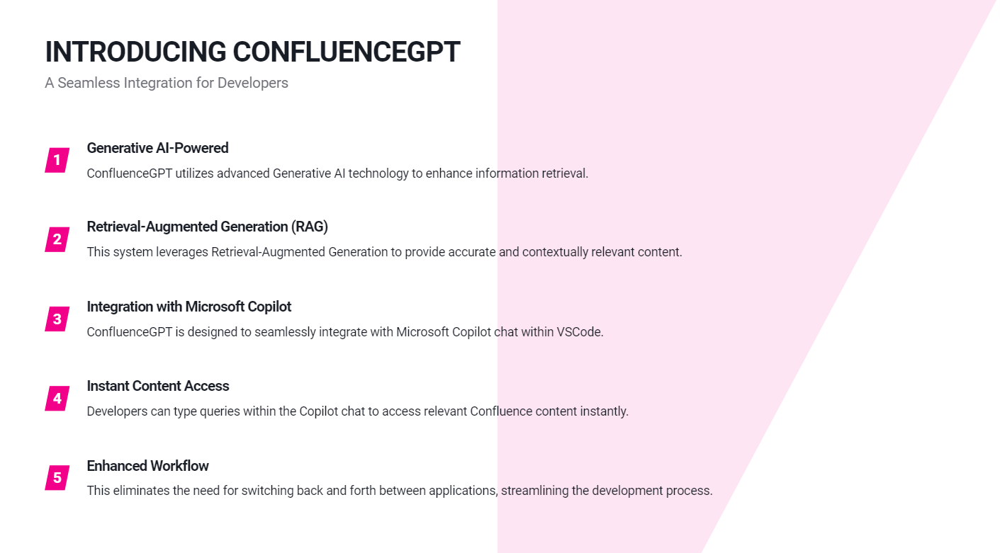 INTRODUCING CONFLUENCEGPT
A Seamless Integration for Developers
1
Generative AI-Powered
ConfluenceGPT utilizes advanced Generative AI technology to enhance information retrieval.
2
Retrieval-Augmented Generation (RAG)
This system leverages Retrieval-Augmented Generation to provide accurate and contextually relevant content.
3
Integration with Microsoft Copilot
ConfluenceGPT is designed to seamlessly integrate with Microsoft Copilot chat within VSCode.
4
Instant Content Access
Developers can type queries within the Copilot chat to access relevant Confluence content instantly.
5
Enhanced Workflow
This eliminates the need for switching back and forth between applications, streamlining the development process.